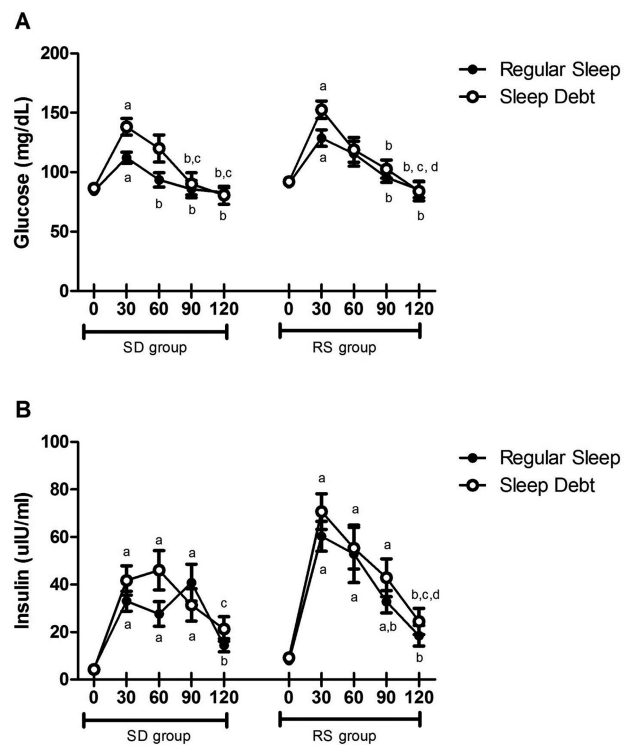 A
200
150
100
50
0
Glucose (mg/dL)
a
a
b
b,c
b
b,c
b
a
a
b
b
b, c, d
b
Regular Sleep
Sleep Debt
0 30 60 90 120 0 30 60 90 120
SD group RS group
B
100
80
60
40
20
0
Insulin (uIU/ml)
a
a
a
a
a
a
c
b
a
a
a
a
a
a,b
b,c,d
b
Regular Sleep
Sleep Debt
0 30 60 90 120 0 30 60 90 120
SD group RS group